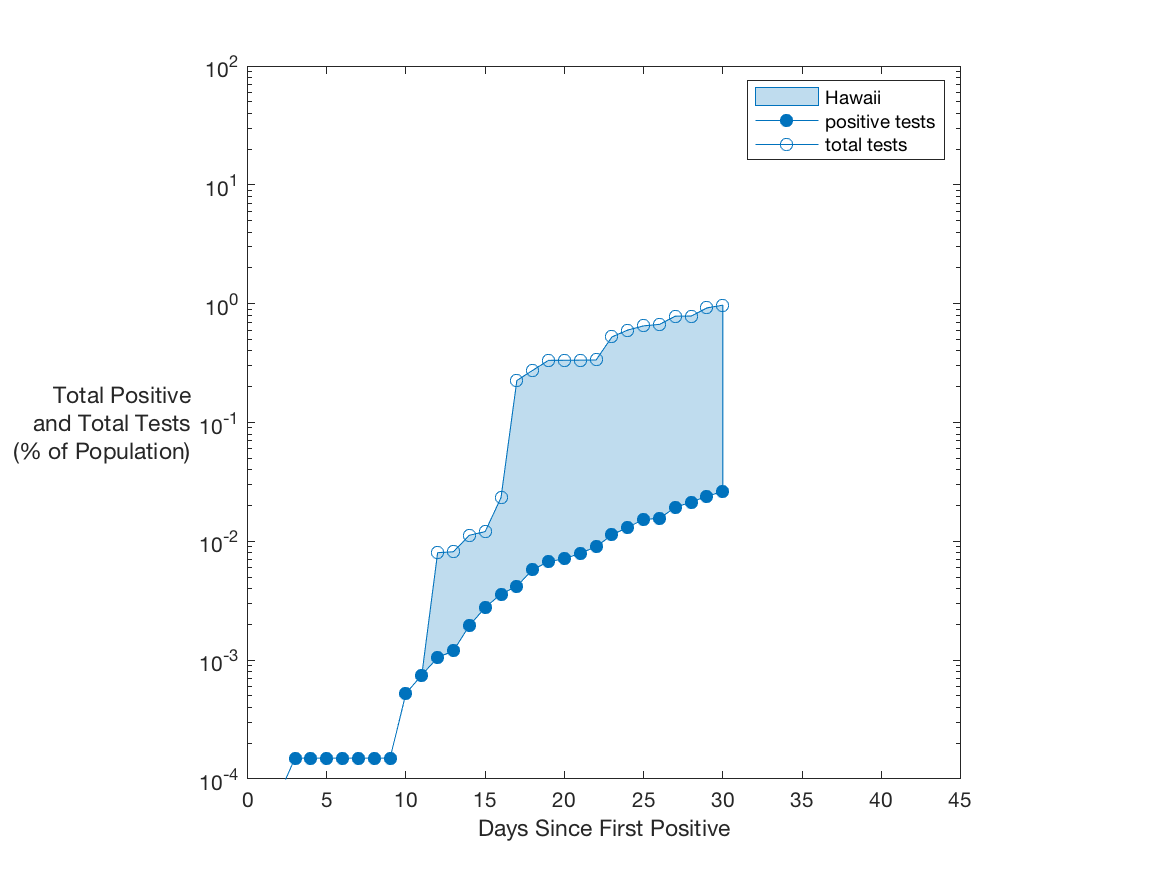 10^2
Hawaii
positive tests
total tests
10^1
10^0
Total Positive
and Total Tests
(% of Population)
10^-1
10^-2
10^-3
10^-4
0 5 10 15 20 25 30 35 40 45
Days Since First Positive